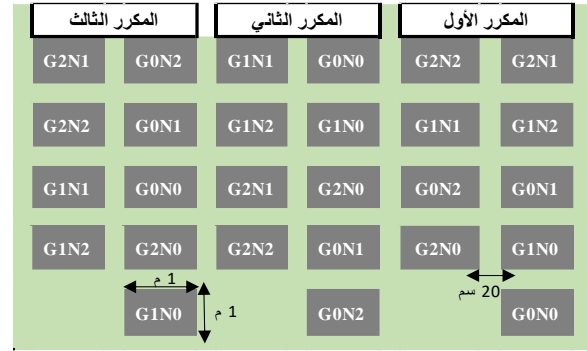 المكرر الأول المكرر الثاني المكرر الثالث
G2N1 G0N2 G1N1 G0N0 G2N2 G2N1
G2N2 G0N1 G1N2 G1N0 G1N1 G1N2
G1N1 G0N0 G2N1 G2N0 G0N2 G0N1
G1N2 G2N0 G2N2 G0N1 G2N0 G1N0
1 م
20 سم
G1N0 1 م G0N2 G0N0